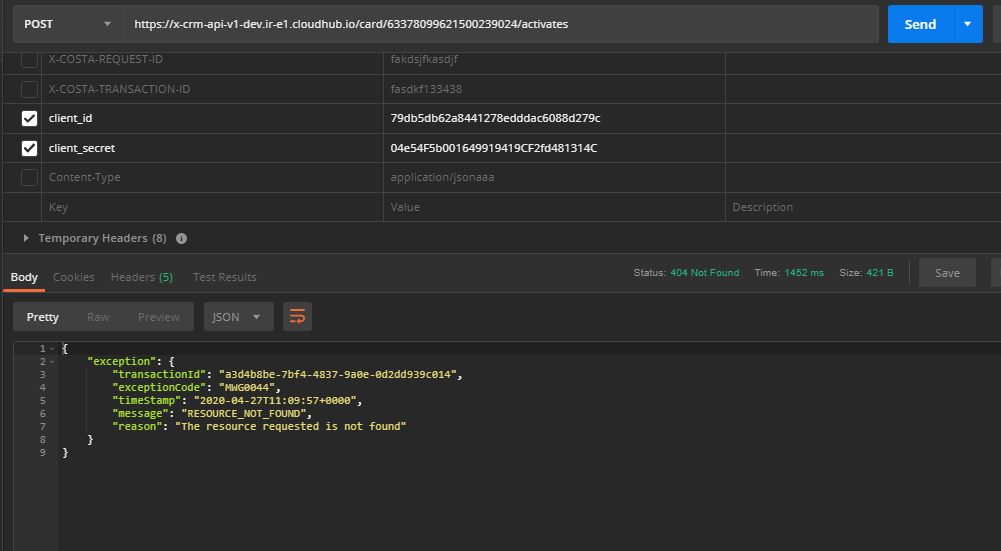 POST https://x-crm-api-v1-dev.ir-e1.cloudhub.io/card/63378099621500239024/activates Send
X-COSTA-REQUEST-ID fakdsjfkasdjf
X-COSTA-TRANSACTION-ID fasdkf133438
client_id 79db5db62a8441278edddac6088d279c
client_secret 04e54F5b001649919419CF2fd481314C
Content-Type application/jsonaaa
Key Value Description
Temporary Headers (8)
Body Cookies Headers (5) Test Results Status: 404 Not Found Time: 1452 ms Size: 421 B Save
Pretty Raw Preview JSON
1 {
2 "exception": {
3 "transactionId": "a3d4b8be-7bf4-4837-9a0e-0d2dd939c014",
4 "exceptionCode": "MWG0044",
5 "timeStamp": "2020-04-27T11:09:57+0000",
6 "message": "RESOURCE_NOT_FOUND",
7 "reason": "The resource requested is not found"
8 }
9 }